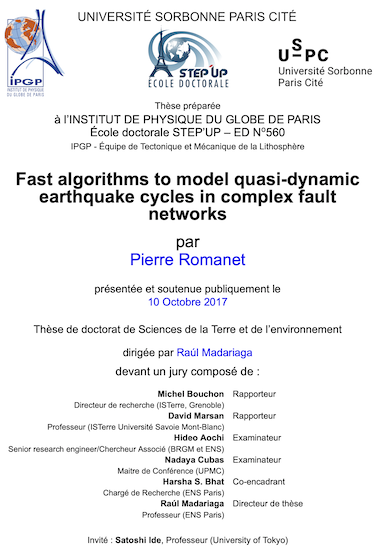 UNIVERSITÉ SORBONNE PARIS CITÉ
iPGP
INSTITUT DE PHYSIQUE
DU GLOBE DE PARIS
STEP'UP
ÉCOLE DOCTORALE
USPC
Université Sorbonne
Paris Cité
Thèse préparée
à l'INSTITUT DE PHYSIQUE DU GLOBE DE PARIS
École doctorale STEP'UP – ED Nº560
IPGP - Équipe de Tectonique et Mécanique de la Lithosphère
Fast algorithms to model quasi-dynamic
earthquake cycles in complex fault
networks
par
Pierre Romanet
présentée et soutenue publiquement le
10 Octobre 2017
Thèse de doctorat de Sciences de la Terre et de l'environnement
dirigée par Raúl Madariaga
devant un jury composé de :
Michel Bouchon Rapporteur
Directeur de recherche (ISTerre, Grenoble)
David Marsan Rapporteur
Professeur (ISTerre Université Savoie Mont-Blanc)
Hideo Aochi Examinateur
Senior research engineer/Chercheur Associé (BRGM et ENS)
Nadaya Cubas Examinateur
Maitre de Conférence (UPMC)
Harsha S. Bhat Co-encadrant
Chargé de Recherche (ENS Paris)
Raúl Madariaga Directeur de thèse
Professeur (ENS Paris)
Invité : Satoshi Ide, Professeur (University of Tokyo)